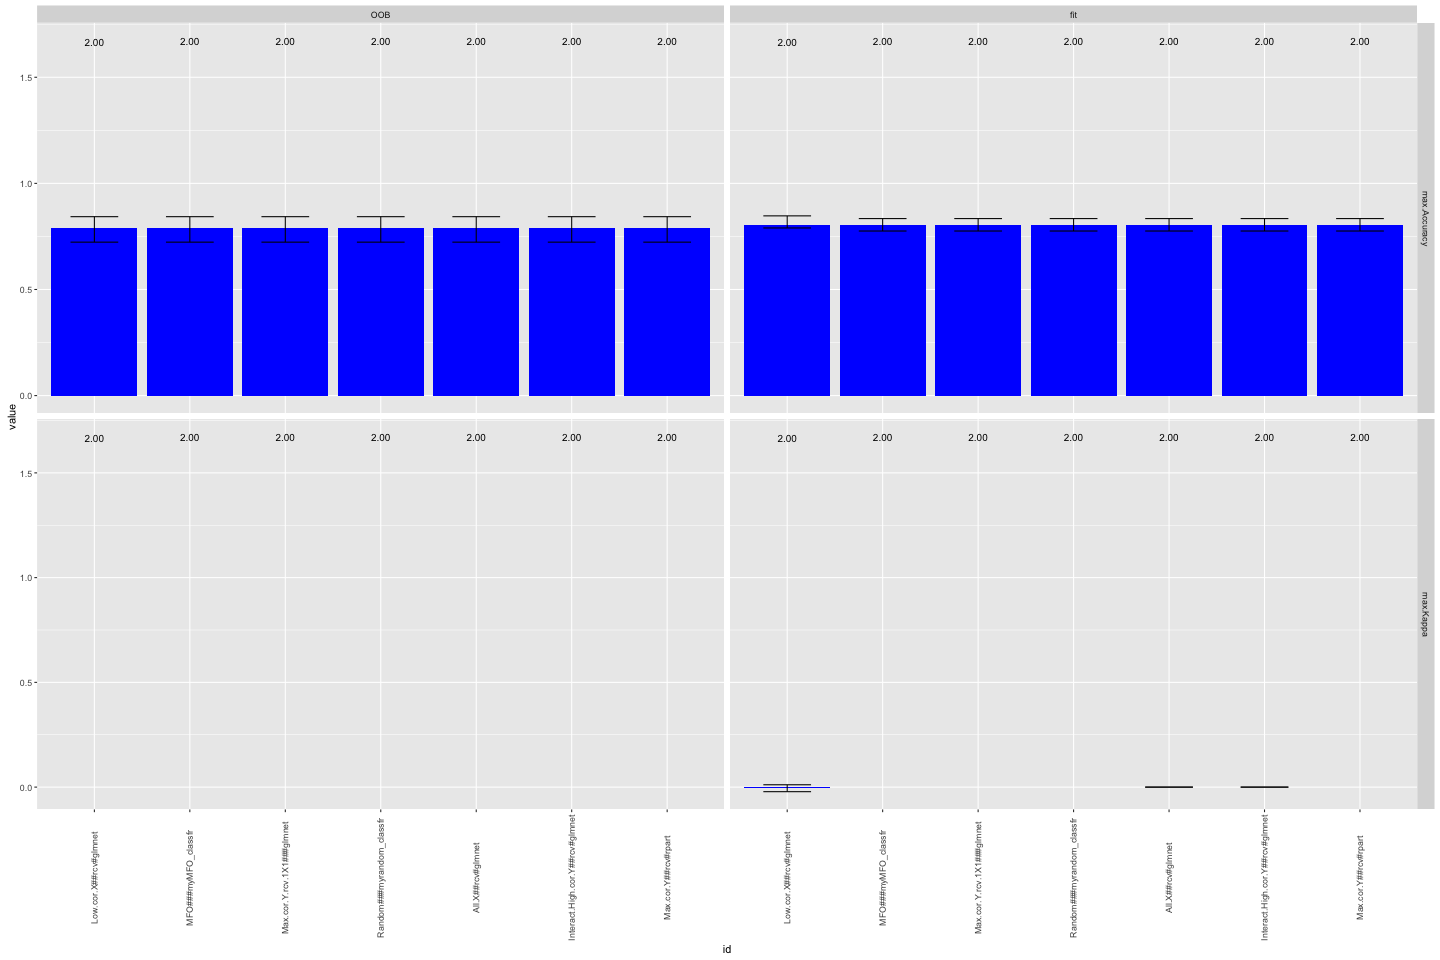 OOB
fit
2.00 2.00 2.00 2.00 2.00 2.00 2.00
2.00 2.00 2.00 2.00 2.00 2.00 2.00
1.5
1.0
0.5
0.0
max.Accuracy
value
2.00 2.00 2.00 2.00 2.00 2.00 2.00
2.00 2.00 2.00 2.00 2.00 2.00 2.00
1.5
1.0
0.5
0.0
max.Kappa
Low.cor.X##rcv#glmnet
MFO###myMFO_classfr
Max.cor.Y.rcv.1X1###glmnet
Random###myrandom_classfr
All.X##rcv#glmnet
Interact.High.cor.Y##rcv#glmnet
Max.cor.Y##rcv#rpart
Low.cor.X##rcv#glmnet
MFO###myMFO_classfr
Max.cor.Y.rcv.1X1###glmnet
Random###myrandom_classfr
All.X##rcv#glmnet
Interact.High.cor.Y##rcv#glmnet
Max.cor.Y##rcv#rpart
id